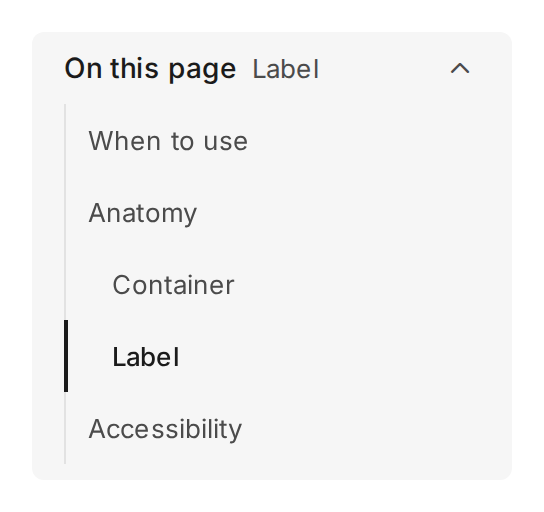 On this page Label
When to use
Anatomy
Container
Label
Accessibility